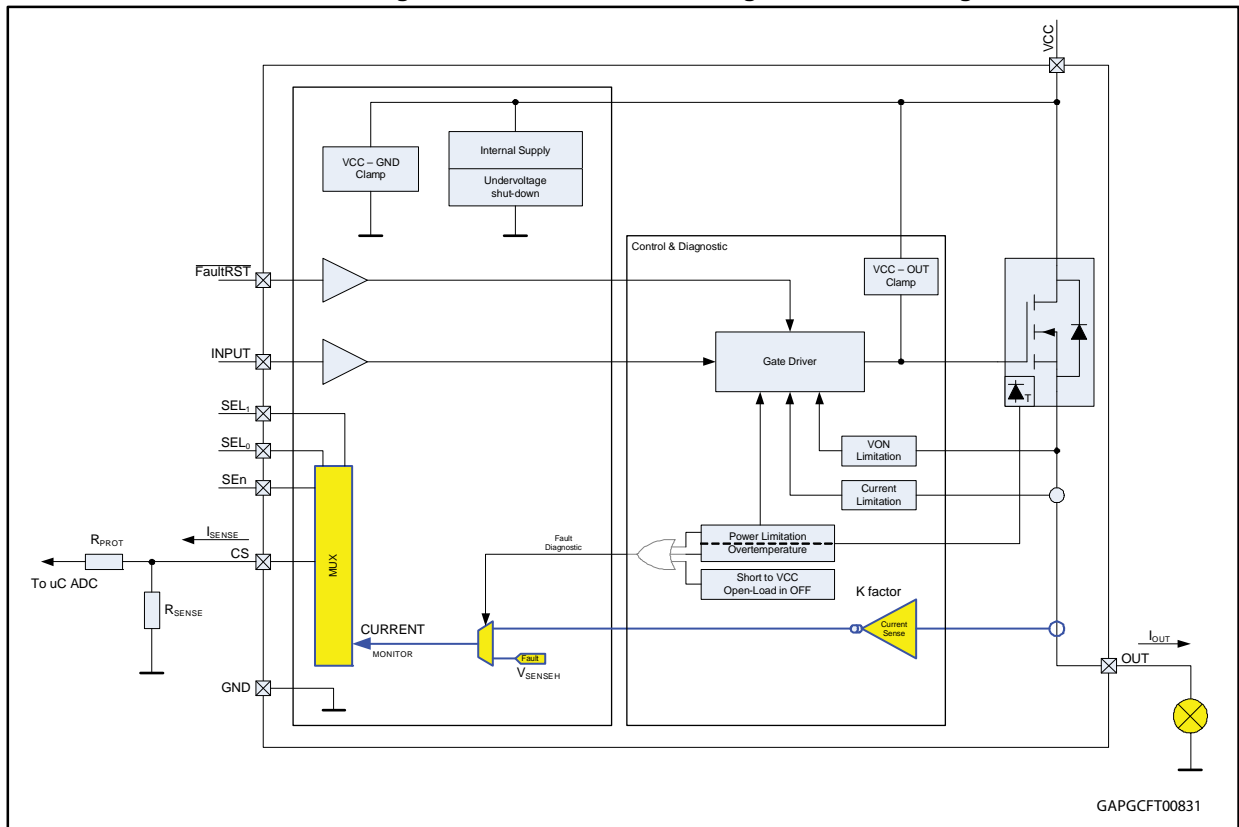 VCC
VCC – GND
Clamp
Internal Supply
Undervoltage
shut-down
Control & Diagnostic
VCC – OUT
Clamp
FaultRST
INPUT
Gate Driver
T
SEL1
SEL0
SEn
VON
Limitation
Current
Limitation
ISENSE
RPROT
CS
To uC ADC
RSENSE
MUX
Fault
Diagnostic
Power Limitation
Overtemperature
Short to VCC
Open-Load in OFF
K factor
Current
Sense
CURRENT
MONITOR
Fault
VSENSEH
IOUT
OUT
GND
GAPGCFT00831